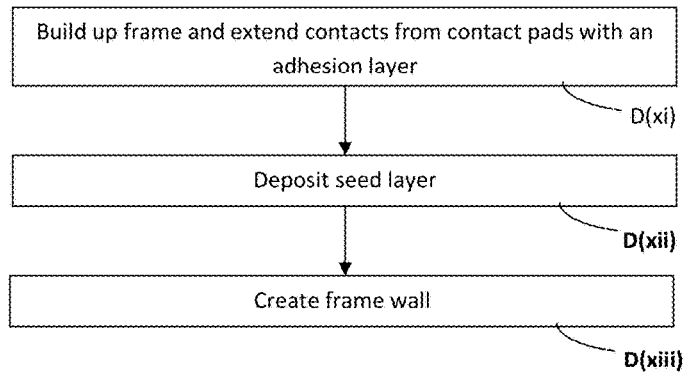 Build up frame and extend contacts from contact pads with an
adhesion layer
D(xi)
Deposit seed layer
D(xii)
Create frame wall
D(xiii)